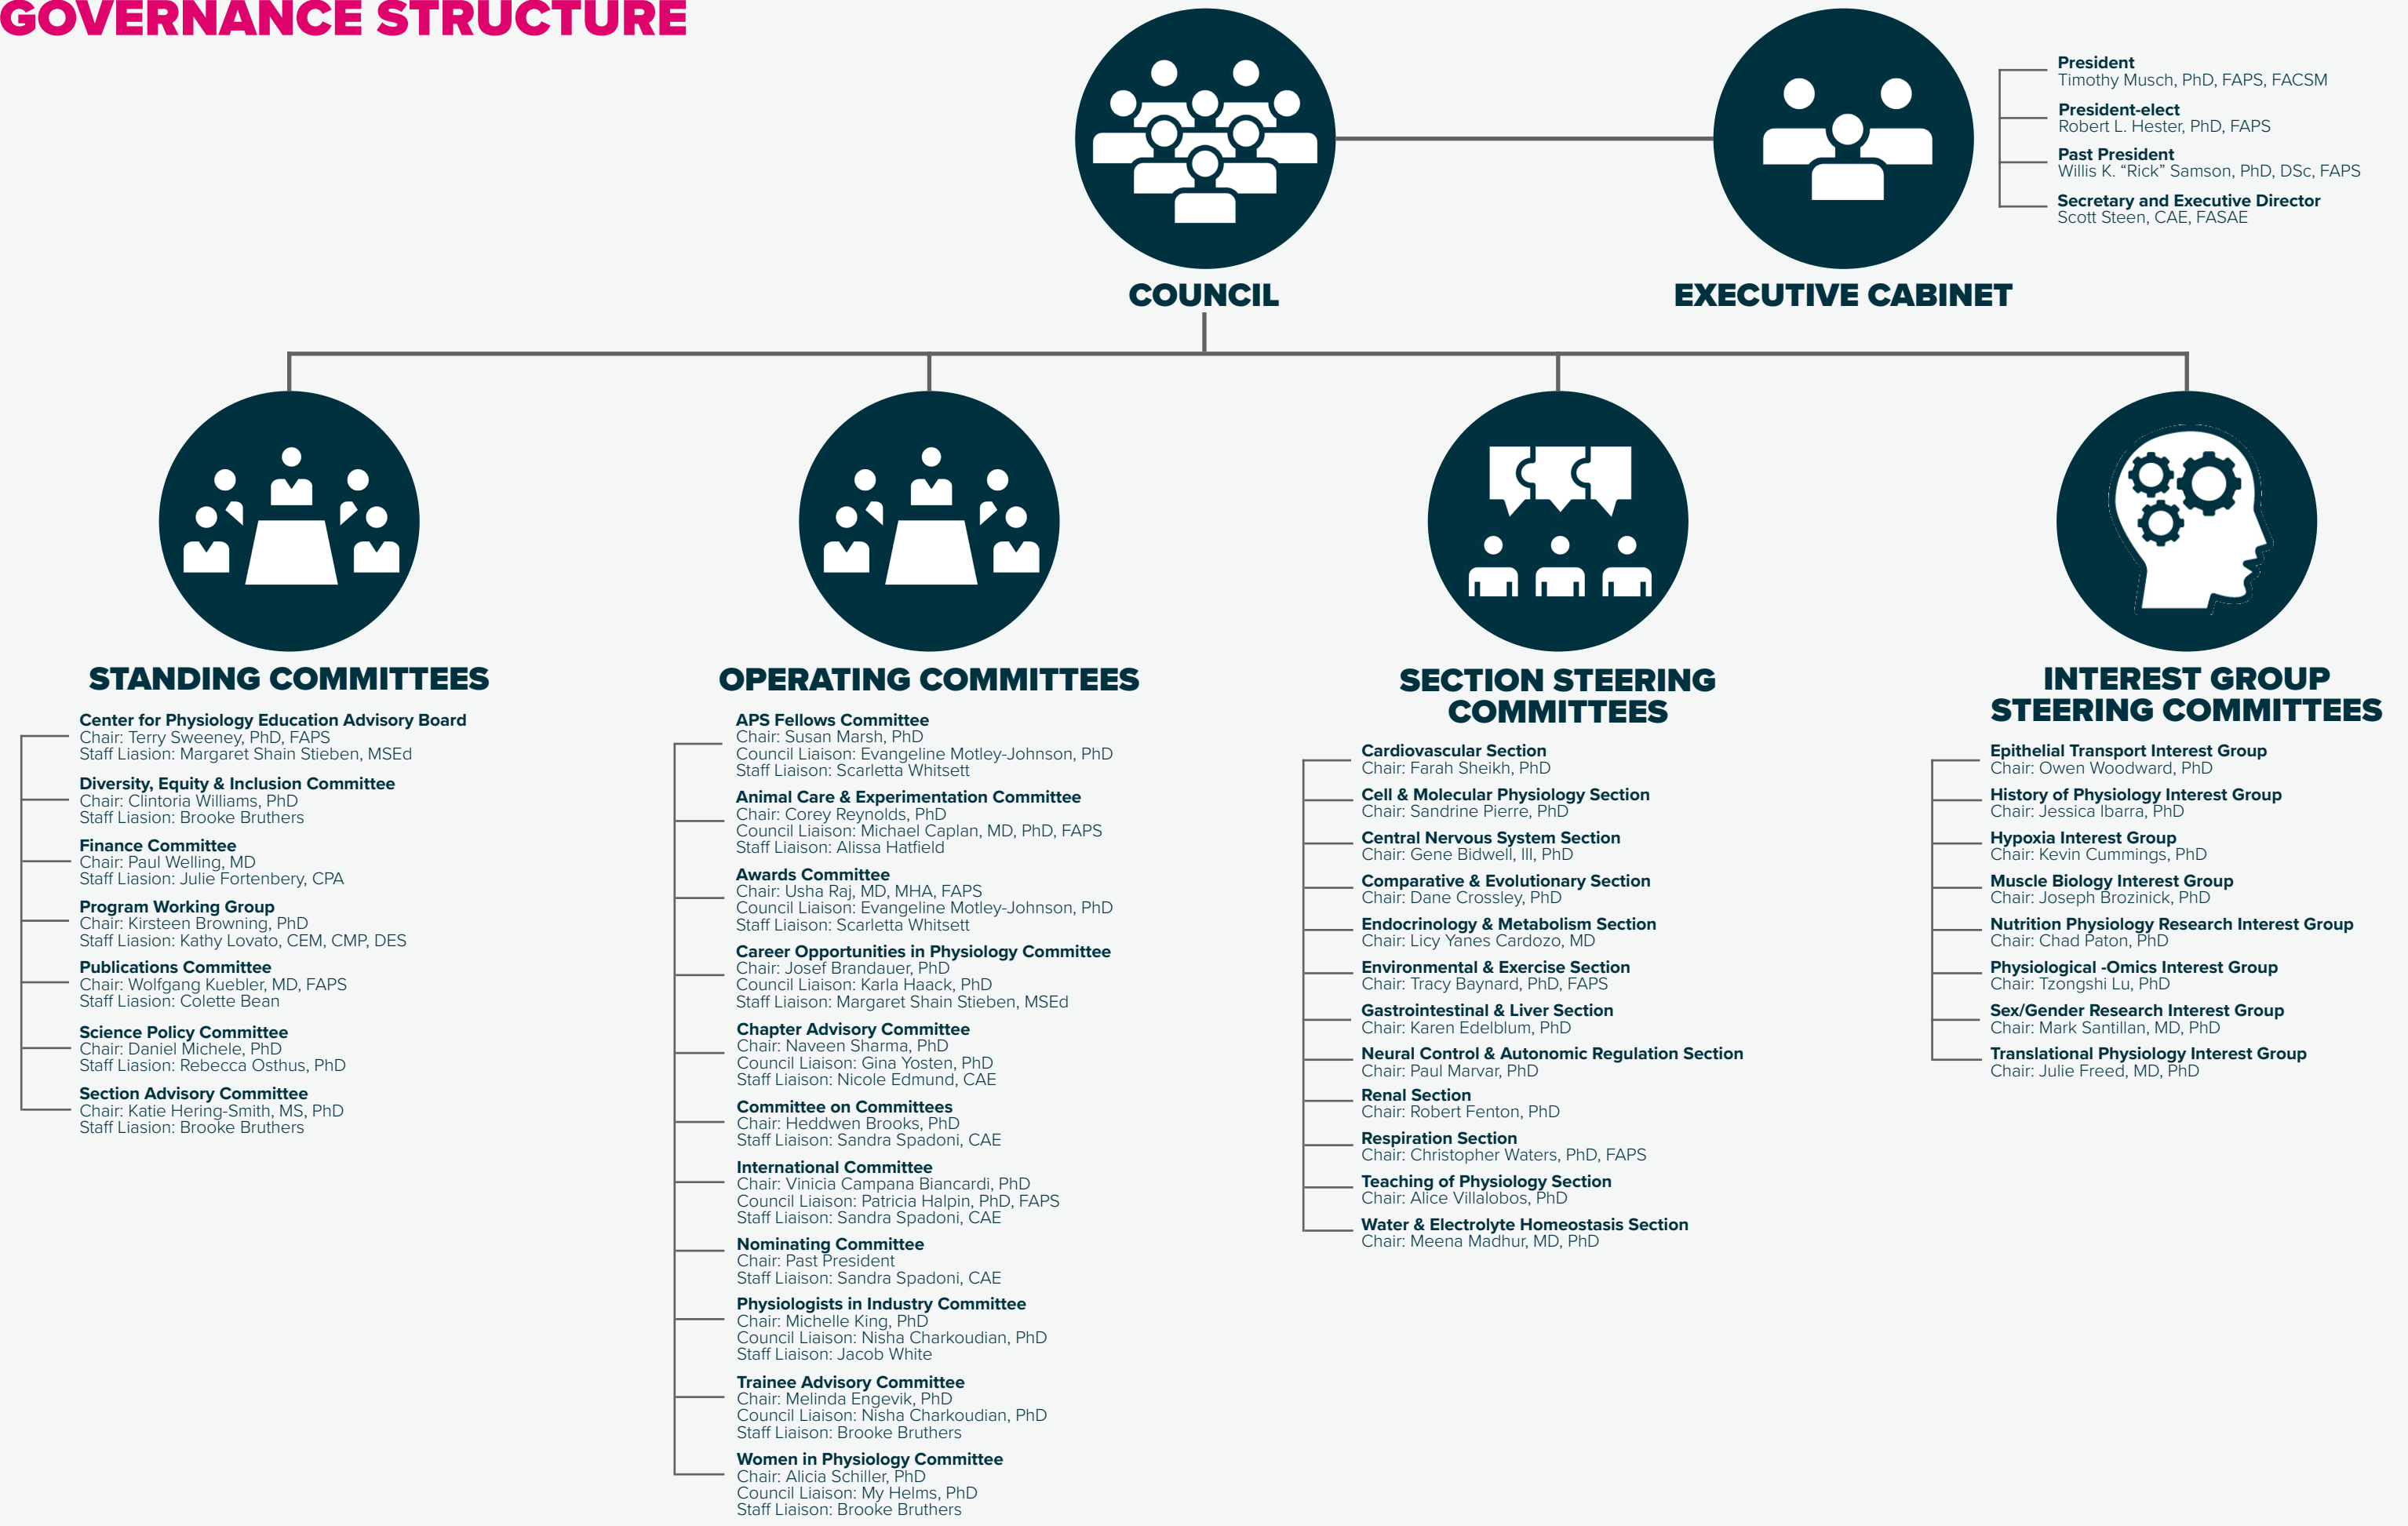 GOVERNANCE STRUCTURE
President
Timothy Musch, PhD, FAPS, FACSM
President-elect
Robert L. Hester, PhD, FAPS
Past President
Willis K. “Rick” Samson, PhD, DSc, FAPS
Secretary and Executive Director
Scott Steen, CAE, FASAE
COUNCIL
EXECUTIVE CABINET
STANDING COMMITTEES
Center for Physiology Education Advisory Board
Chair: Terry Sweeney, PhD, FAPS
Staff Liasion: Margaret Shain Stieben, MSEd
Diversity, Equity & Inclusion Committee
Chair: Clintoria Williams, PhD
Staff Liasion: Brooke Bruthers
Finance Committee
Chair: Paul Welling, MD
Staff Liasion: Julie Fortenbery, CPA
Program Working Group
Chair: Kirsteen Browning, PhD
Staff Liasion: Kathy Lovato, CEM, CMP, DES
Publications Committee
Chair: Wolfgang Kuebler, MD, FAPS
Staff Liasion: Colette Bean
Science Policy Committee
Chair: Daniel Michele, PhD
Staff Liasion: Rebecca Osthus, PhD
Section Advisory Committee
Chair: Katie Hering-Smith, MS, PhD
Staff Liasion: Brooke Bruthers
OPERATING COMMITTEES
APS Fellows Committee
Chair: Susan Marsh, PhD
Council Liaison: Evangeline Motley-Johnson, PhD
Staff Liaison: Scarletta Whitsett
Animal Care & Experimentation Committee
Chair: Corey Reynolds, PhD
Council Liaison: Michael Caplan, MD, PhD, FAPS
Staff Liaison: Alissa Hatfield
Awards Committee
Chair: Usha Raj, MD, MHA, FAPS
Council Liaison: Evangeline Motley-Johnson, PhD
Staff Liaison: Scarletta Whitsett
Career Opportunities in Physiology Committee
Chair: Josef Brandauer, PhD
Council Liaison: Karla Haack, PhD
Staff Liaison: Margaret Shain Stieben, MSEd
Chapter Advisory Committee
Chair: Naveen Sharma, PhD
Council Liaison: Gina Yosten, PhD
Staff Liaison: Nicole Edmund, CAE
Committee on Committees
Chair: Heddwen Brooks, PhD
Staff Liaison: Sandra Spadoni, CAE
International Committee
Chair: Vinicia Campana Biancardi, PhD
Council Liaison: Patricia Halpin, PhD, FAPS
Staff Liaison: Sandra Spadoni, CAE
Nominating Committee
Chair: Past President
Staff Liaison: Sandra Spadoni, CAE
Physiologists in Industry Committee
Chair: Michelle King, PhD
Council Liaison: Nisha Charkoudian, PhD
Staff Liaison: Jacob White
Trainee Advisory Committee
Chair: Melinda Engevik, PhD
Council Liaison: Nisha Charkoudian, PhD
Staff Liaison: Brooke Bruthers
Women in Physiology Committee
Chair: Alicia Schiller, PhD
Council Liaison: My Helms, PhD
Staff Liaison: Brooke Bruthers
SECTION STEERING
COMMITTEES
Cardiovascular Section
Chair: Farah Sheikh, PhD
Cell & Molecular Physiology Section
Chair: Sandrine Pierre, PhD
Central Nervous System Section
Chair: Gene Bidwell, III, PhD
Comparative & Evolutionary Section
Chair: Dane Crossley, PhD
Endocrinology & Metabolism Section
Chair: Licy Yanes Cardozo, MD
Environmental & Exercise Section
Chair: Tracy Baynard, PhD, FAPS
Gastrointestinal & Liver Section
Chair: Karen Edelblum, PhD
Neural Control & Autonomic Regulation Section
Chair: Paul Marvar, PhD
Renal Section
Chair: Robert Fenton, PhD
Respiration Section
Chair: Christopher Waters, PhD, FAPS
Teaching of Physiology Section
Chair: Alice Villalobos, PhD
Water & Electrolyte Homeostasis Section
Chair: Meena Madhur, MD, PhD
INTEREST GROUP
STEERING COMMITTEES
Epithelial Transport Interest Group
Chair: Owen Woodward, PhD
History of Physiology Interest Group
Chair: Jessica Ibarra, PhD
Hypoxia Interest Group
Chair: Kevin Cummings, PhD
Muscle Biology Interest Group
Chair: Joseph Brozinick, PhD
Nutrition Physiology Research Interest Group
Chair: Chad Paton, PhD
Physiological -Omics Interest Group
Chair: Tzongshi Lu, PhD
Sex/Gender Research Interest Group
Chair: Mark Santillan, MD, PhD
Translational Physiology Interest Group
Chair: Julie Freed, MD, PhD